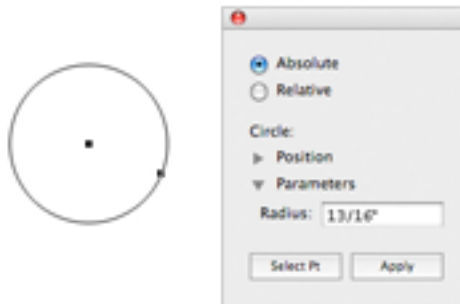 Absolute
Relative
Circle:
Position
Parameters
Radius: 13/16"
Select Pt Apply